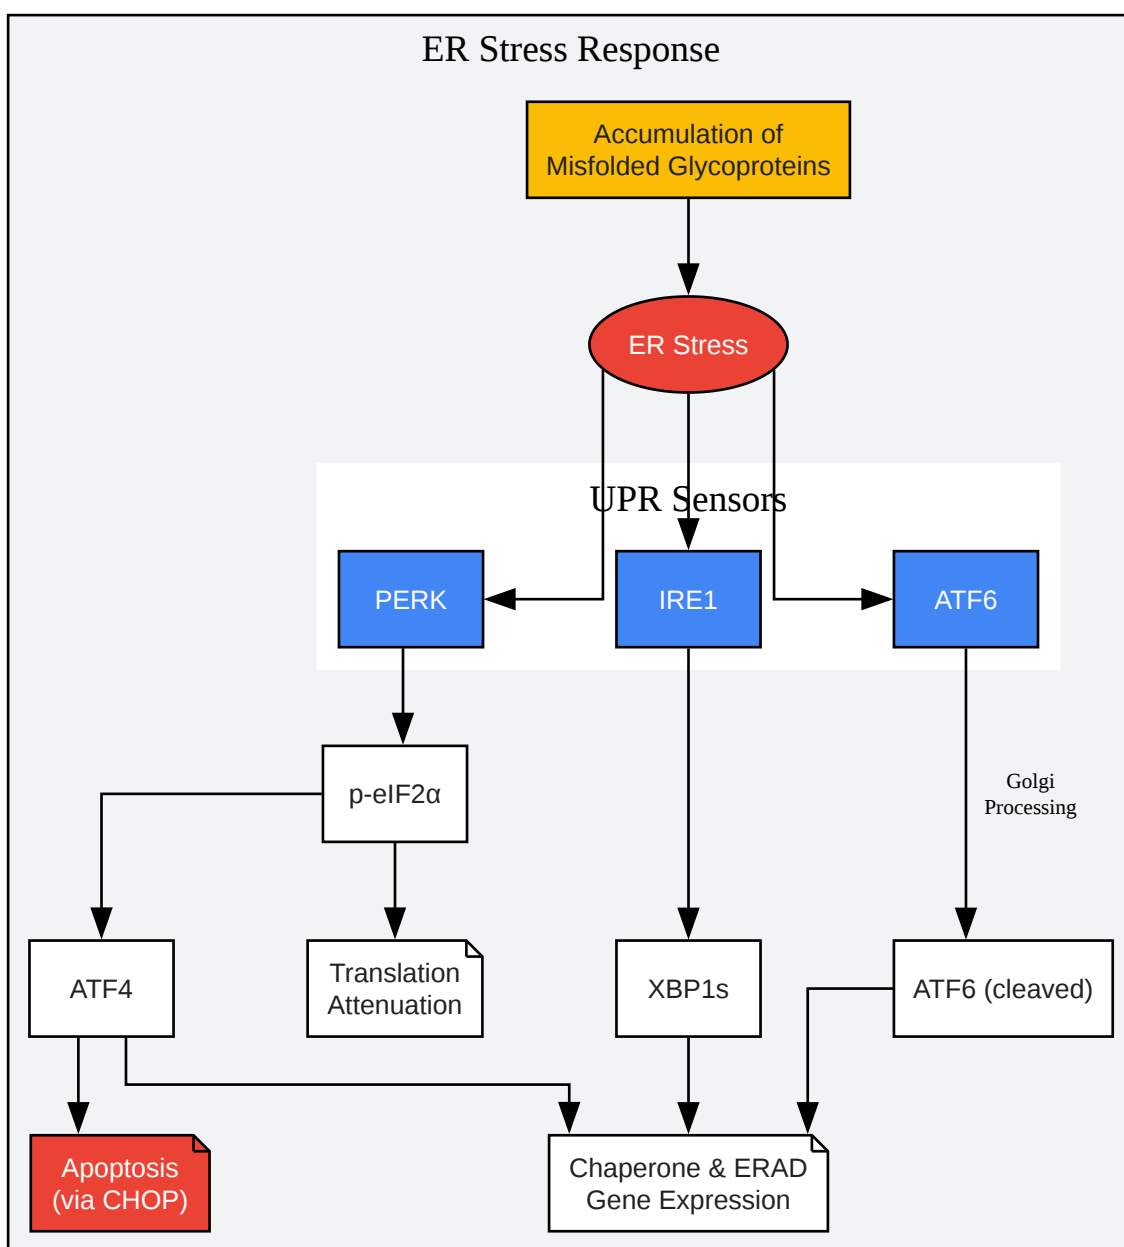 ER Stress Response
Accumulation of
Misfolded Glycoproteins
ER Stress
UPR Sensors
PERK
IRE1
ATF6
p-eIF2α
Golgi
Processing
ATF4
Translation
Attenuation
XBP1s
ATF6 (cleaved)
Apoptosis
(via CHOP)
Chaperone & ERAD
Gene Expression